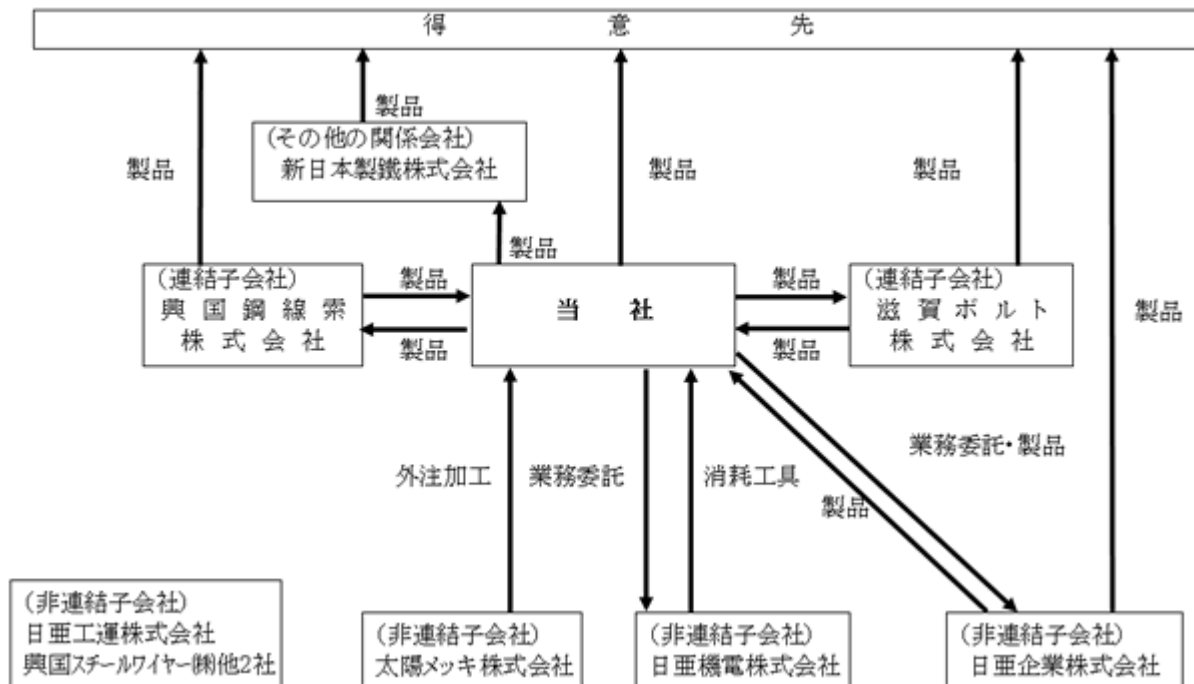 得意先
製品
(その他の関係会社)
新日本製鐵株式会社
製品
製品
製品
製品
(連結子会社)
興国鋼線索
株式会社
製品
製品
当社
製品
製品
(連結子会社)
滋賀ボルト
株式会社
製品
外注加工
業務委託
消耗工具
業務委託・製品
製品
(非連結子会社)
日亜工運株式会社
興国スチールワイヤー㈱他2社
(非連結子会社)
太陽メッキ株式会社
(非連結子会社)
日亜機電株式会社
(非連結子会社)
日亜企業株式会社